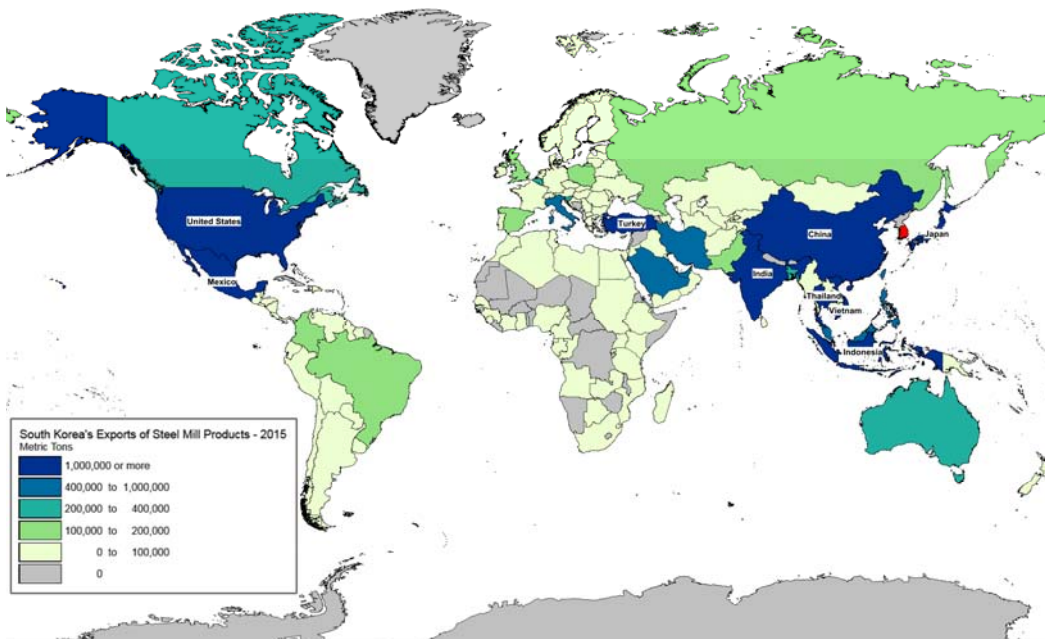 United States
Turkey
China
Japan
India
Mexico
Thailand
Vietnam
Indonesia
South Korea's Exports of Steel Mill Products - 2015
Metric Tons
1,000,000 or more
400,000 to 1,000,000
200,000 to 400,000
100,000 to 200,000
0 to 100,000
0